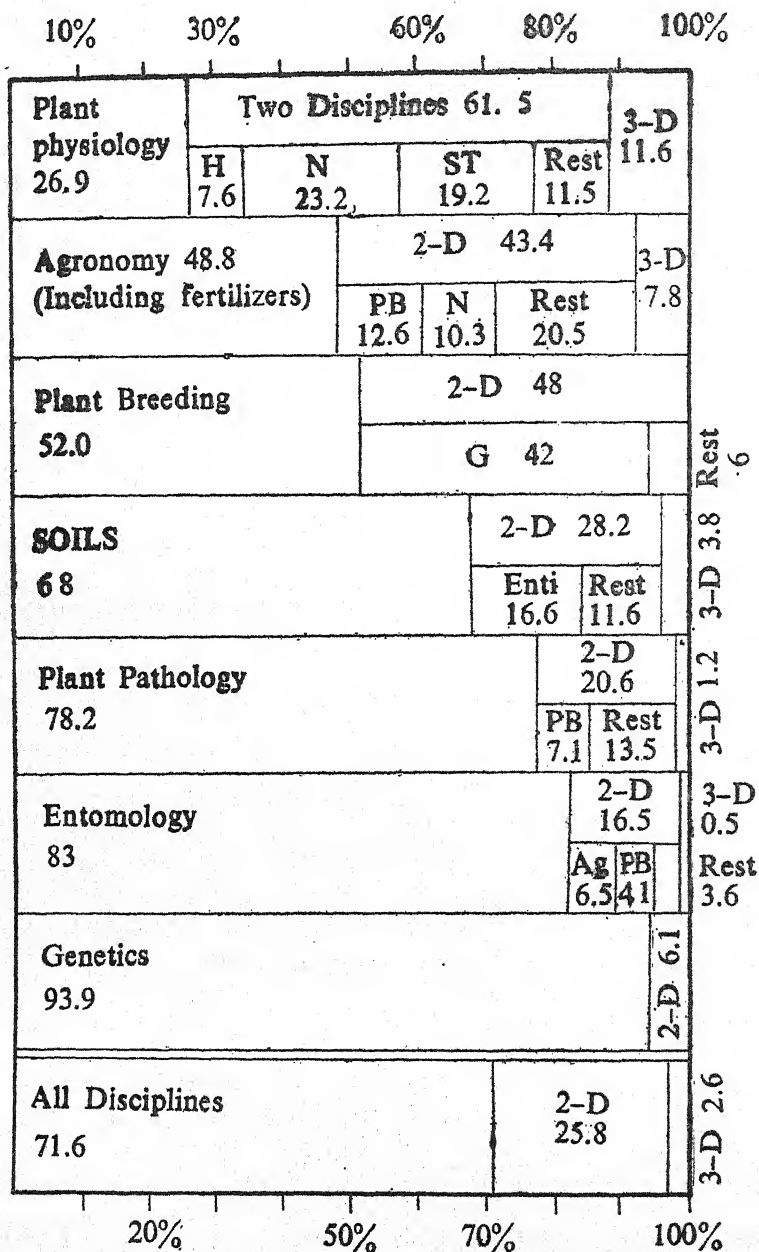 10% 30% 60% 80% 100%
Plant physiology 26.9
Two Disciplines 61. 5
H 7.6
N 23.2
ST 19.2
Rest 11.5
3-D 11.6
Agronomy 48.8
(Including fertilizers)
2-D 43.4
PB 12.6
N 10.3
Rest 20.5
3-D 7.8
Plant Breeding
52.0
2-D 48
G 42
Rest 6
SOILS
68
2-D 28.2
Enti 16.6
Rest 11.6
3-D 3.8
Plant Pathology
78.2
2-D 20.6
PB 7.1
Rest 13.5
3-D 1.2
Entomology
83
2-D 16.5
Ag 6.5
PB 41
3-D 0.5
Rest 3.6
Genetics
93.9
2-D 6.1
All Disciplines
71.6
2-D 25.8
3-D 2.6
20% 50% 70% 100%